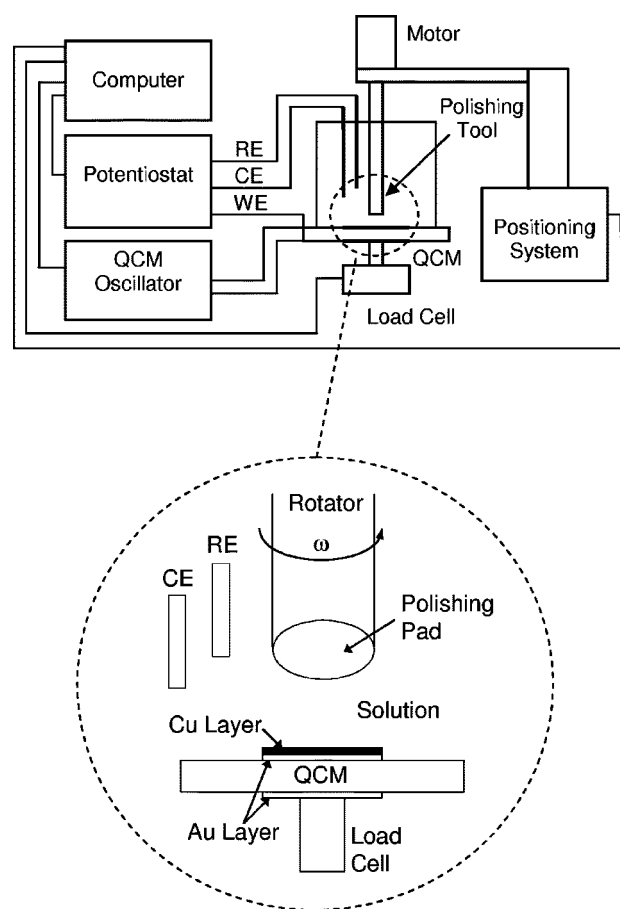 Motor
Computer
Polishing
Tool
RE
Potentiostat
CE
WE
Positioning
System
QCM
Oscillator
QCM
Load Cell
Rotator
ω
RE
CE
Polishing
Pad
Solution
Cu Layer
QCM
Au Layer
Load
Cell